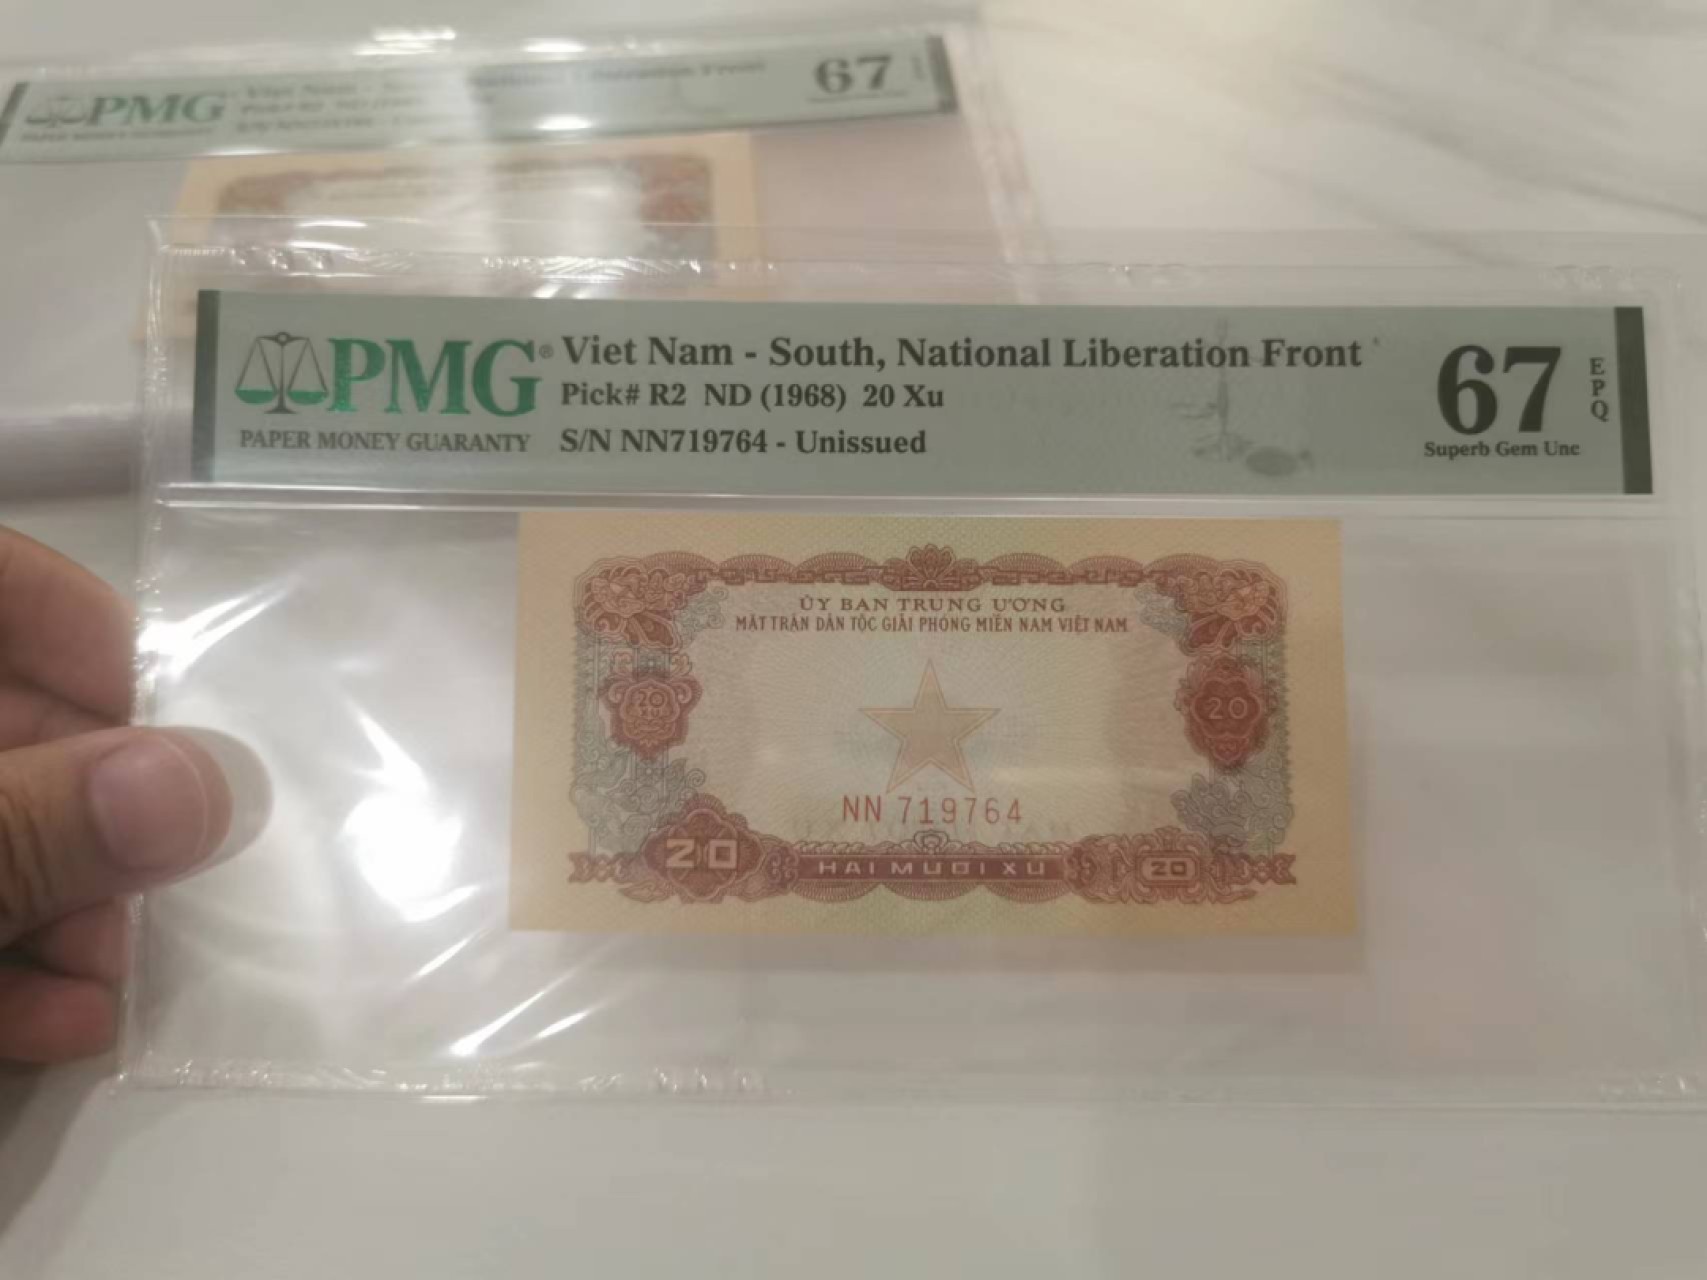 PMG
67
PMG®
PAPER MONEY GUARANTY
Viet Nam - South, National Liberation Front
Pick# R2 ND (1968) 20 Xu
S/N NN719764 - Unissued
67
EPQ
Superb Gem Unc
ỦY BAN TRUNG ƯƠNG
MẶT TRẬN DÂN TỘC GIẢI PHÓNG MIỀN NAM VIỆT NAM
20
XU
20
NN 719764
20
HAI MƯƠI XU
20